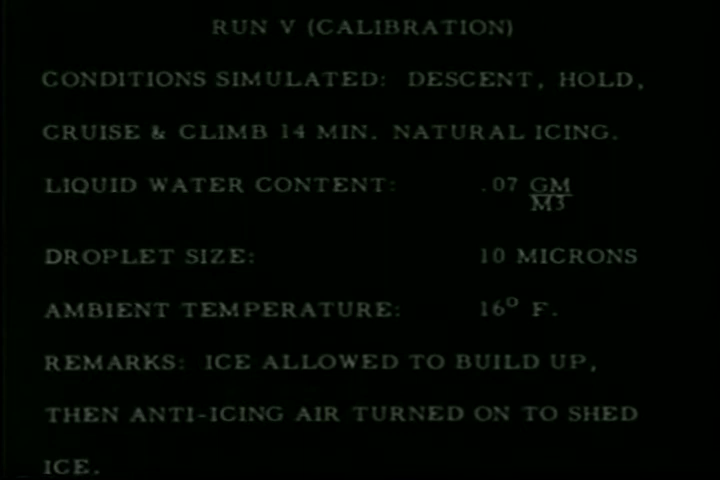 RUN V (CALIBRATION)
CONDITIONS SIMULATED: DESCENT, HOLD,
CRUISE & CLIMB 14 MIN. NATURAL ICING.
LIQUID WATER CONTENT: .07 GM
M3
DROPLET SIZE: 10 MICRONS
AMBIENT TEMPERATURE: 16° F.
REMARKS: ICE ALLOWED TO BUILD UP,
THEN ANTI-ICING AIR TURNED ON TO SHED
ICE.